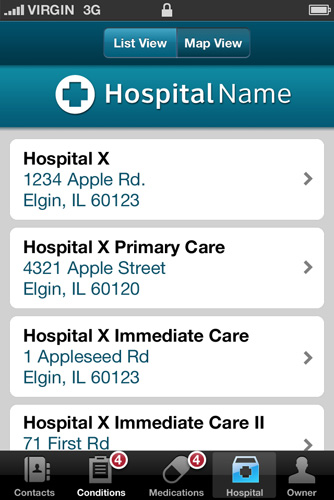 VIRGIN 3G
List View Map View
HospitalName
Hospital X
1234 Apple Rd.
Elgin, IL 60123
Hospital X Primary Care
4321 Apple Street
Elgin, IL 60120
Hospital X Immediate Care
1 Appleseed Rd
Elgin, IL 60123
Hospital X Immediate Care II
71 First Rd
4 4
Contacts Conditions Medications Hospital Owner